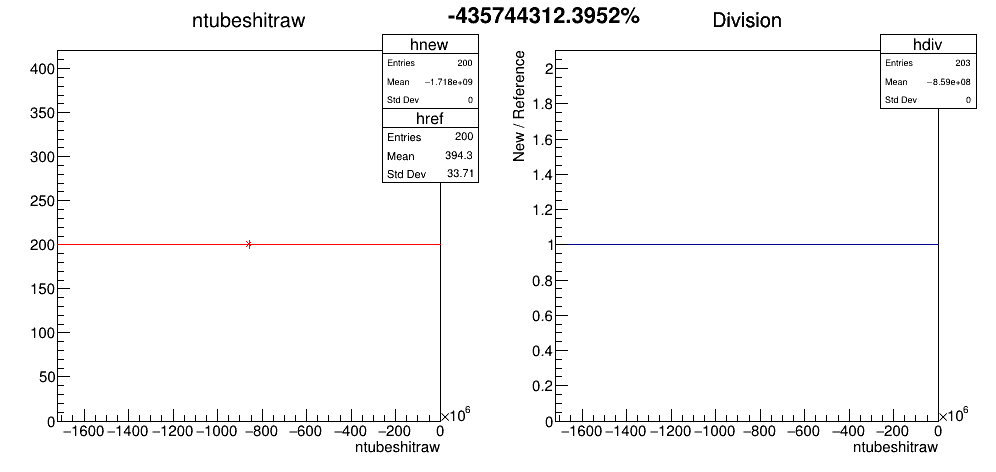 -435744312.3952%
ntubeshitraw
hnew
Entries 200
Mean −1.718e+09
Std Dev 0
href
Entries 200
Mean 394.3
Std Dev 33.71
400
350
300
250
200
150
100
50
0
−1600 −1400 −1200 −1000 −800 −600 −400 −200 0
×10⁶
ntubeshitraw
Division
hdiv
Entries 203
Mean −8.59e+08
Std Dev 0
New / Reference
2
1.8
1.6
1.4
1.2
1
0.8
0.6
0.4
0.2
0
−1600 −1400 −1200 −1000 −800 −600 −400 −200 0
×10⁶
ntubeshitraw